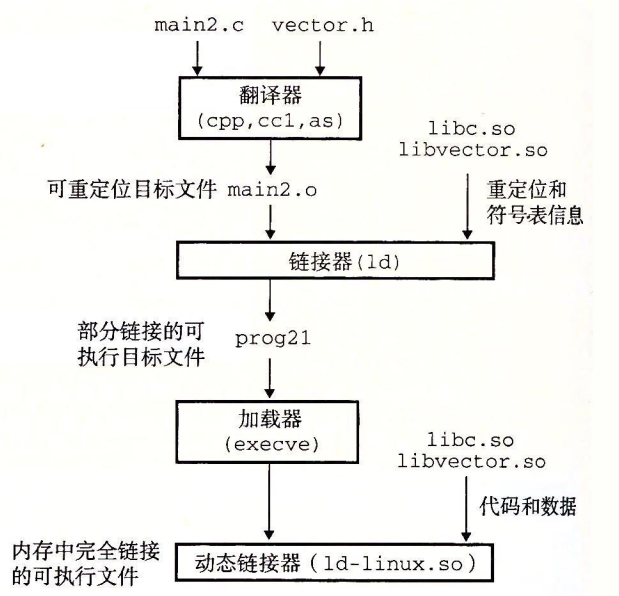 main2.c vector.h
翻译器
(cpp,cc1,as)
libc.so
libvector.so
可重定位目标文件 main2.o
重定位和
符号表信息
链接器(ld)
部分链接的可
执行目标文件
prog21
加载器
(execve)
libc.so
libvector.so
代码和数据
内存中完全链接
的可执行文件
动态链接器(ld-linux.so)